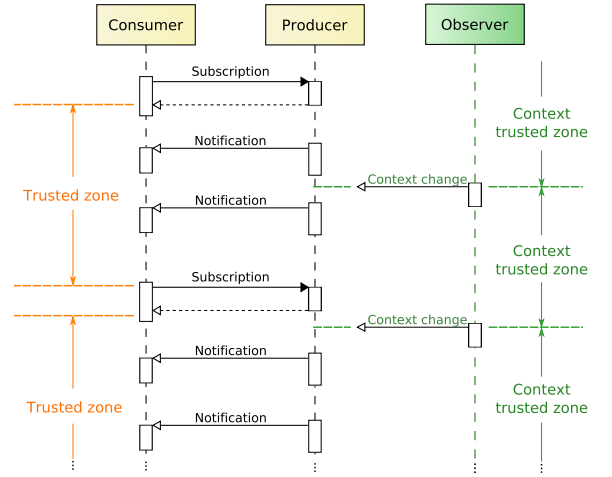 Consumer
Producer
Observer
Subscription
Context
trusted zone
Notification
Context change
Trusted zone
Notification
Context
trusted zone
Subscription
Context change
Notification
Context
trusted zone
Trusted zone
Notification